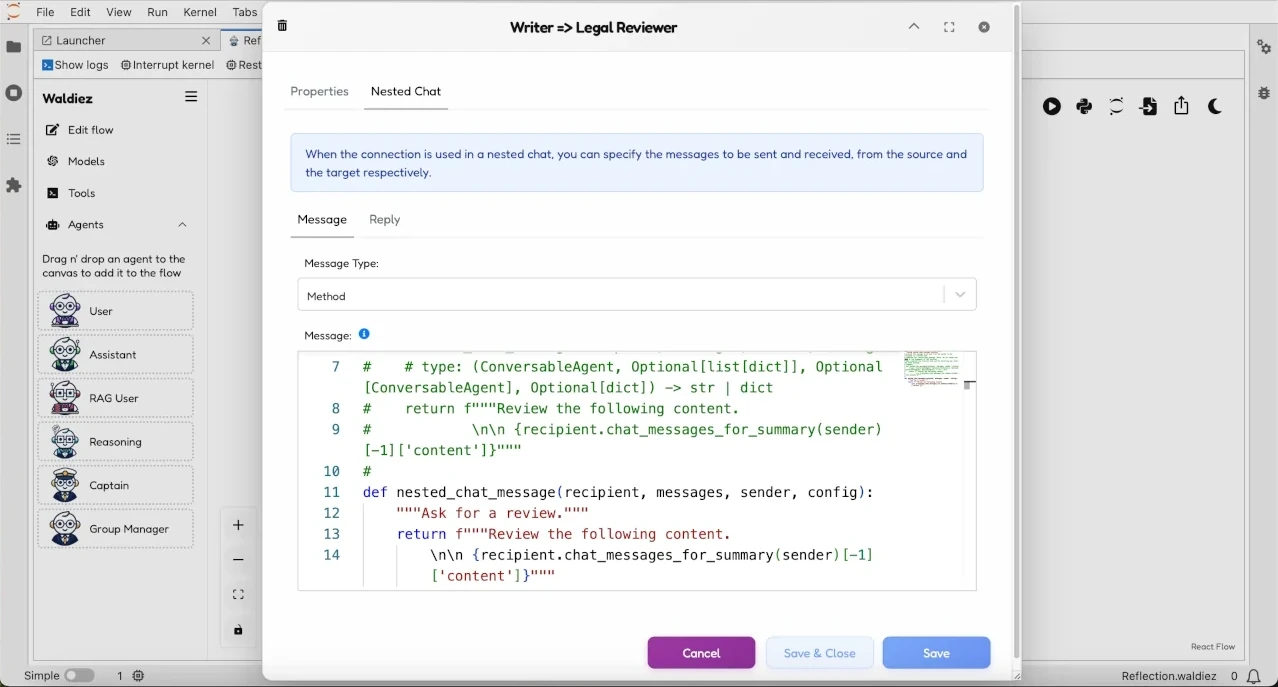 File Edit View Run Kernel Tabs
Launcher
Ref
Show logs Interrupt kernel Rest
Waldiez
Edit flow
Models
Tools
Agents
Drag n' drop an agent to the
canvas to add it to the flow
User
Assistant
RAG User
Reasoning
Captain
Group Manager
Writer => Legal Reviewer
Properties Nested Chat
When the connection is used in a nested chat, you can specify the messages to be sent and received, from the source and
the target respectively.
Message Reply
Message Type:
Method
Message:
7 #    # type: (ConversableAgent, Optional[list[dict]], Optional
[ConversableAgent], Optional[dict]) -> str | dict
8 #    return f"""Review the following content.
9 #            \n\n {recipient.chat_messages_for_summary(sender)
[-1]['content']}"""
10 #
11 def nested_chat_message(recipient, messages, sender, config):
12     """Ask for a review."""
13     return f"""Review the following content.
14         \n\n {recipient.chat_messages_for_summary(sender)[-1]
['content']}"""
Cancel Save & Close Save
React Flow
Simple 1 Reflection.waldiez 0